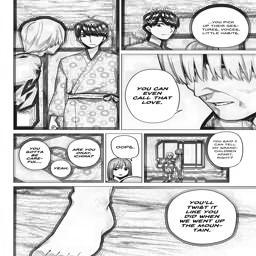 ...YOU PICK
UP THEIR GES-
TURES, VOICES,
LITTLE HABITS.
YOU CAN
EVEN
CALL THAT
LOVE.
YOU SAID I
CAN TELL
MY GRAND-
CHILDREN
APART,
RIGHT?
OOPS.
ARE YOU
OKAY,
ICHIKA?
YOU
GOTTA
BE
CARE-
FUL...
YEAH.
YOU'LL
TWIST IT
LIKE YOU
DID WHEN
WE WENT UP
THE MOUN-
TAIN.